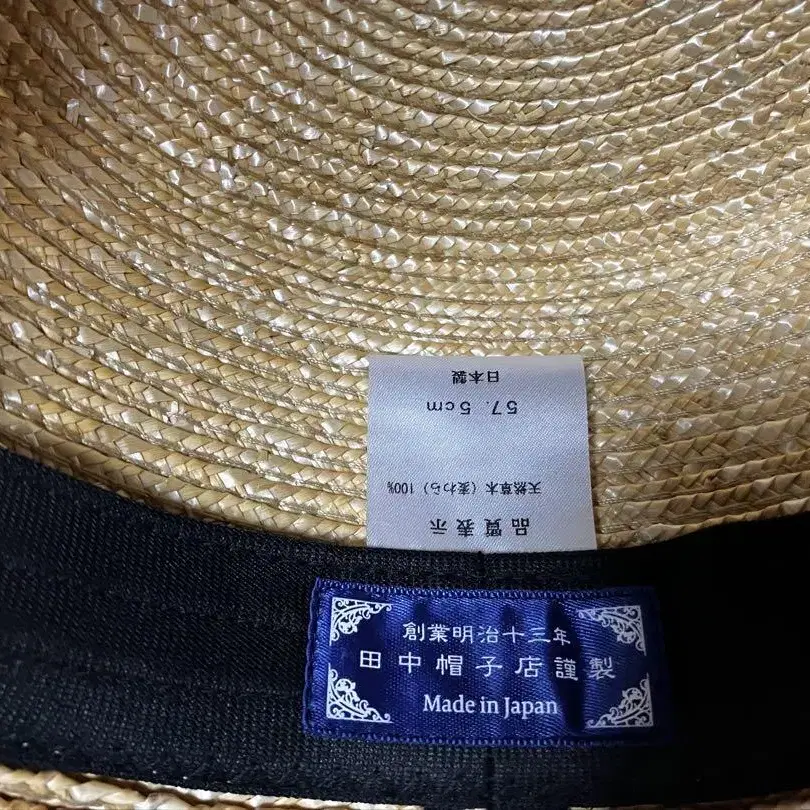 品質表示
天然草木（麦わら）100%
57.5cm
日本製
創業明治十三年
田中帽子店謹製
Made in Japan